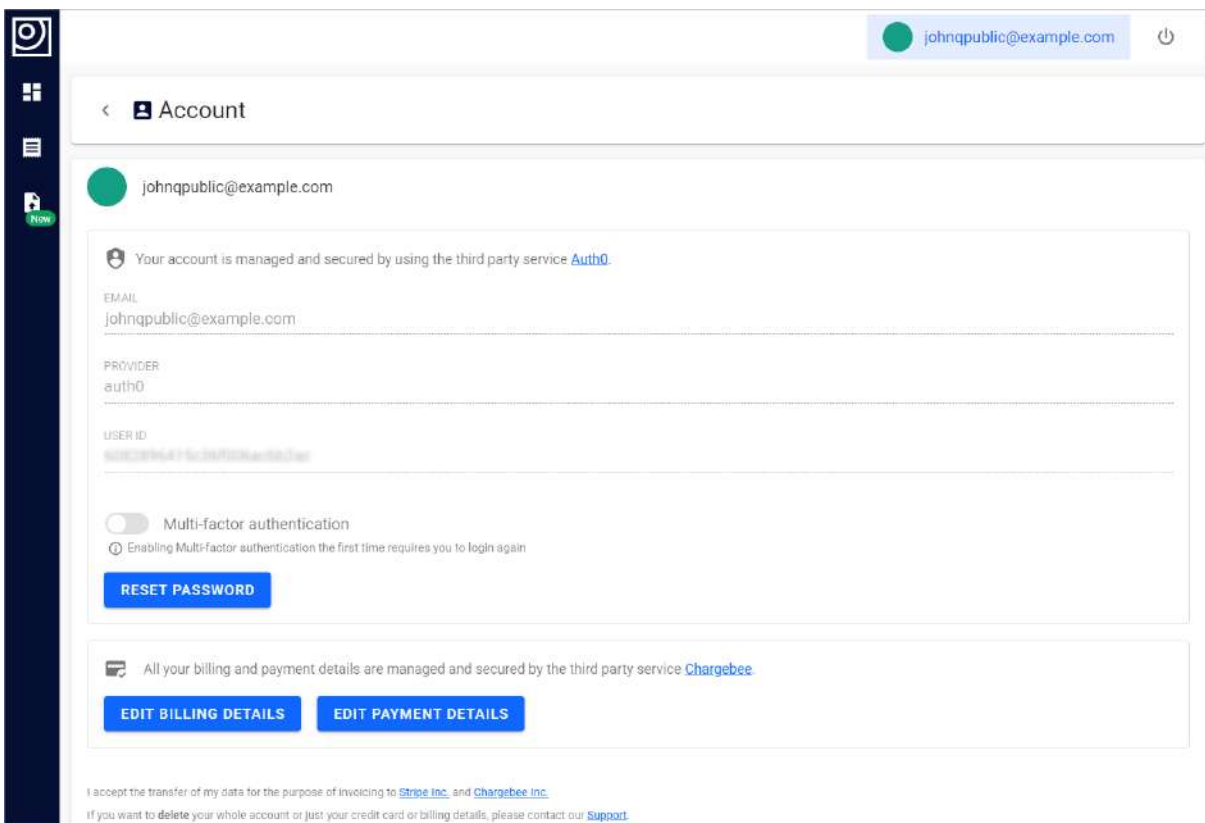 johnqpublic@example.com
Account
New
johnqpublic@example.com
Your account is managed and secured by using the third party service Auth0.
EMAIL
johnqpublic@example.com
PROVIDER
auth0
USER ID
Multi-factor authentication
Enabling Multi-factor authentication the first time requires you to login again
RESET PASSWORD
All your billing and payment details are managed and secured by the third party service Chargebee.
EDIT BILLING DETAILS EDIT PAYMENT DETAILS
I accept the transfer of my data for the purpose of invoicing to Stripe Inc. and Chargebee Inc.
If you want to delete your whole account or just your credit card or billing details, please contact our Support.